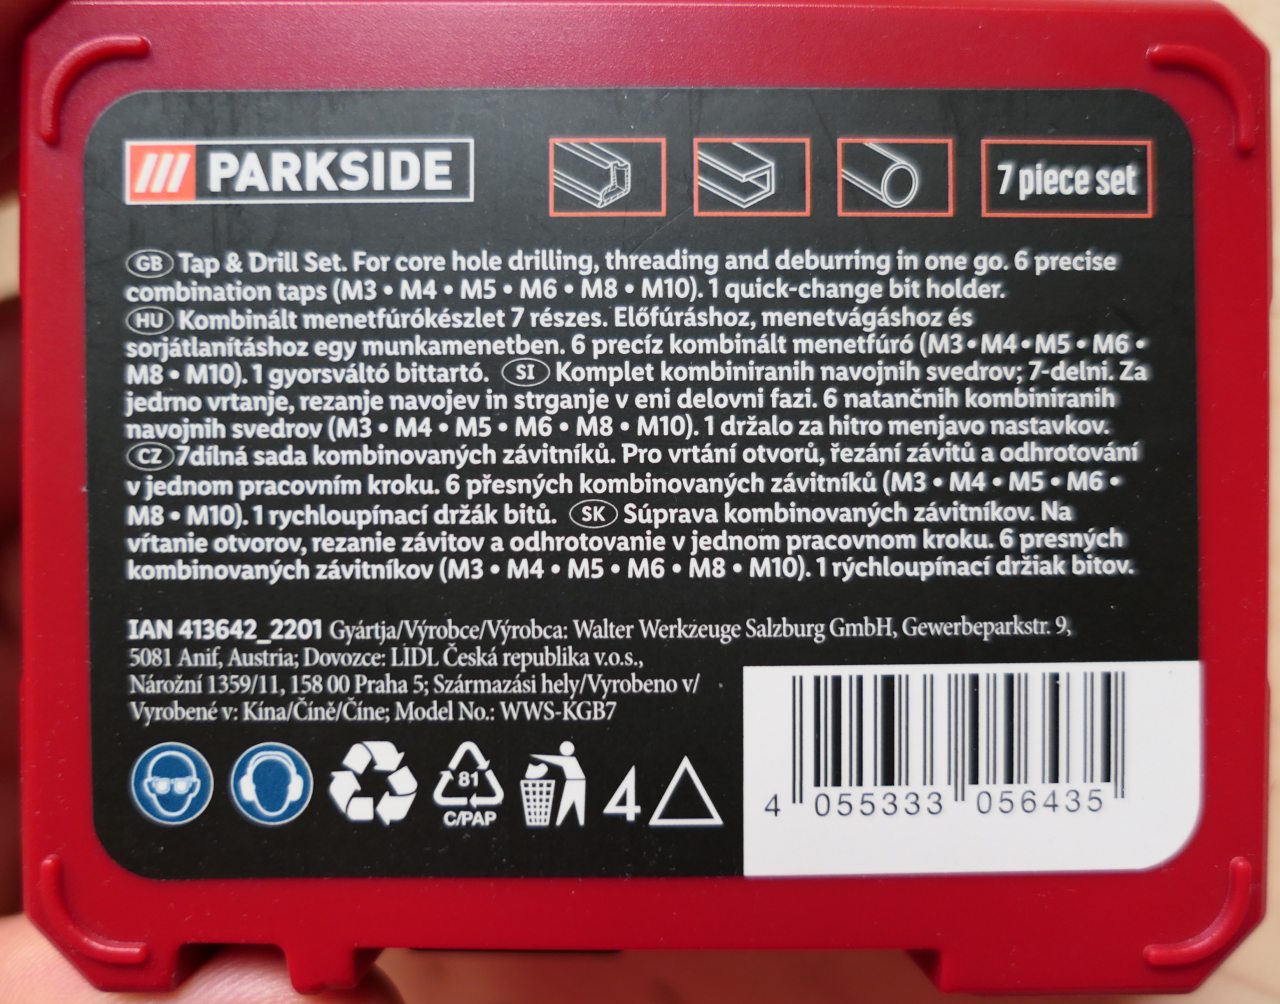 PARKSIDE
7 piece set
GB Tap & Drill Set. For core hole drilling, threading and deburring in one go. 6 precise
combination taps (M3 • M4 • M5 • M6 • M8 • M10). 1 quick-change bit holder.
HU Kombinált menetfúrókészlet 7 részes. Előfúráshoz, menetvágáshoz és
sorjátlanításhoz egy munkamenetben. 6 precíz kombinált menetfúró (M3 • M4 • M5 • M6 •
M8 • M10). 1 gyorsváltó bittartó. SI Komplet kombiniranih navojnih svedrov; 7-delni. Za
jedrno vrtanje, rezanje navojev in strganje v eni delovni fazi. 6 natančnih kombiniranih
navojnih svedrov (M3 • M4 • M5 • M6 • M8 • M10). 1 držalo za hitro menjavo nastavkov.
CZ 7dílná sada kombinovaných závitníků. Pro vrtání otvorů, řezání závitů a odhrotování
v jednom pracovním kroku. 6 přesných kombinovaných závitníků (M3 • M4 • M5 • M6 •
M8 • M10). 1 rychloupínací držák bitů. SK Súprava kombinovaných závitníkov. Na
vŕtanie otvorov, rezanie závitov a odhrotovanie v jednom pracovnom kroku. 6 presných
kombinovaných závitníkov (M3 • M4 • M5 • M6 • M8 • M10). 1 rýchloupínací držiak bitov.
IAN 413642_2201 Gyártja/Výrobce/Výrobca: Walter Werkzeuge Salzburg GmbH, Gewerbeparkstr. 9,
5081 Anif, Austria; Dovozce: LIDL Česká republika v.o.s.,
Nárožní 1359/11, 158 00 Praha 5; Származási hely/Vyrobeno v/
Vyrobené v: Kína/Číně/Číne; Model No.: WWS-KGB7
81
C/PAP
4
4 055333 056435